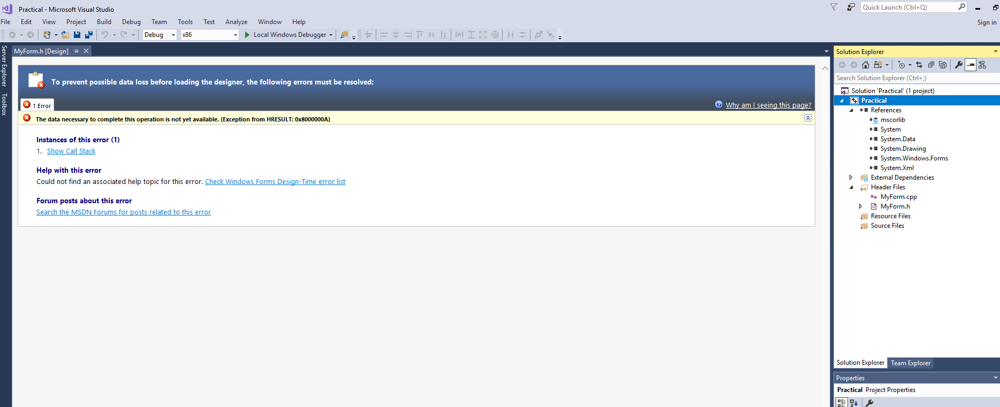 Practical - Microsoft Visual Studio
Quick Launch (Ctrl+Q)
File Edit View Project Build Debug Team Tools Test Analyze Window Help
Sign in
Debug x86 Local Windows Debugger
Server Explorer
Toolbox
MyForm.h [Design]
To prevent possible data loss before loading the designer, the following errors must be resolved:
1 Error
Why am I seeing this page?
The data necessary to complete this operation is not yet available. (Exception from HRESULT: 0x8000000A)
Instances of this error (1)
1. Show Call Stack
Help with this error
Could not find an associated help topic for this error. Check Windows Forms Design-Time error list
Forum posts about this error
Search the MSDN Forums for posts related to this error
Solution Explorer
Search Solution Explorer (Ctrl+;)
Solution 'Practical' (1 project)
Practical
References
mscorlib
System
System.Data
System.Drawing
System.Windows.Forms
System.Xml
External Dependencies
Header Files
MyForm.cpp
MyForm.h
Resource Files
Source Files
Solution Explorer Team Explorer
Properties
Practical Project Properties